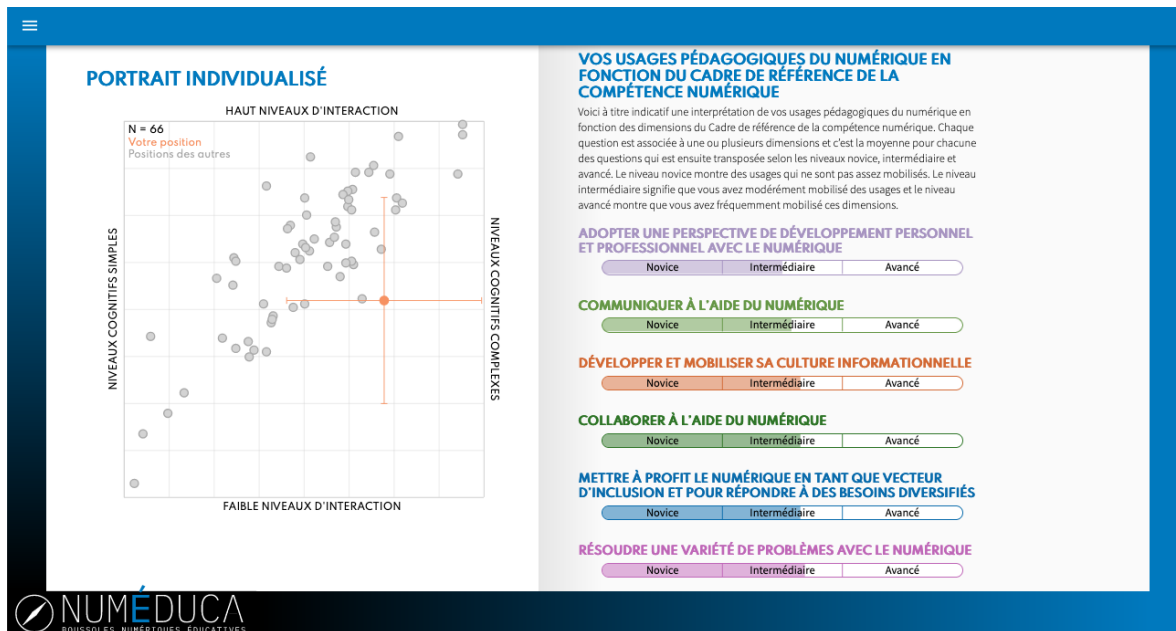 PORTRAIT INDIVIDUALISÉ
HAUT NIVEAUX D'INTERACTION
N = 66
Votre position
Positions des autres
NIVEAUX COGNITIFS SIMPLES
NIVEAUX COGNITIFS COMPLEXES
FAIBLE NIVEAUX D'INTERACTION
VOS USAGES PÉDAGOGIQUES DU NUMÉRIQUE EN
FONCTION DU CADRE DE RÉFÉRENCE DE LA
COMPÉTENCE NUMÉRIQUE
Voici à titre indicatif une interprétation de vos usages pédagogiques du numérique en
fonction des dimensions du Cadre de référence de la compétence numérique. Chaque
question est associée à une ou plusieurs dimensions et c'est la moyenne pour chacune
des questions qui est ensuite transposée selon les niveaux novice, intermédiaire et
avancé. Le niveau novice montre des usages qui ne sont pas assez mobilisés. Le niveau
intermédiaire signifie que vous avez modérément mobilisé des usages et le niveau
avancé montre que vous avez fréquemment mobilisé ces dimensions.
ADOPTER UNE PERSPECTIVE DE DÉVELOPPEMENT PERSONNEL
ET PROFESSIONNEL AVEC LE NUMÉRIQUE
Novice Intermédiaire Avancé
COMMUNIQUER À L'AIDE DU NUMÉRIQUE
Novice Intermédiaire Avancé
DÉVELOPPER ET MOBILISER SA CULTURE INFORMATIONNELLE
Novice Intermédiaire Avancé
COLLABORER À L'AIDE DU NUMÉRIQUE
Novice Intermédiaire Avancé
METTRE À PROFIT LE NUMÉRIQUE EN TANT QUE VECTEUR
D'INCLUSION ET POUR RÉPONDRE À DES BESOINS DIVERSIFIÉS
Novice Intermédiaire Avancé
RÉSOUDRE UNE VARIÉTÉ DE PROBLÈMES AVEC LE NUMÉRIQUE
Novice Intermédiaire Avancé
NUMÉDUCA
BOUSSOLES NUMÉRIQUES ÉDUCATIVES